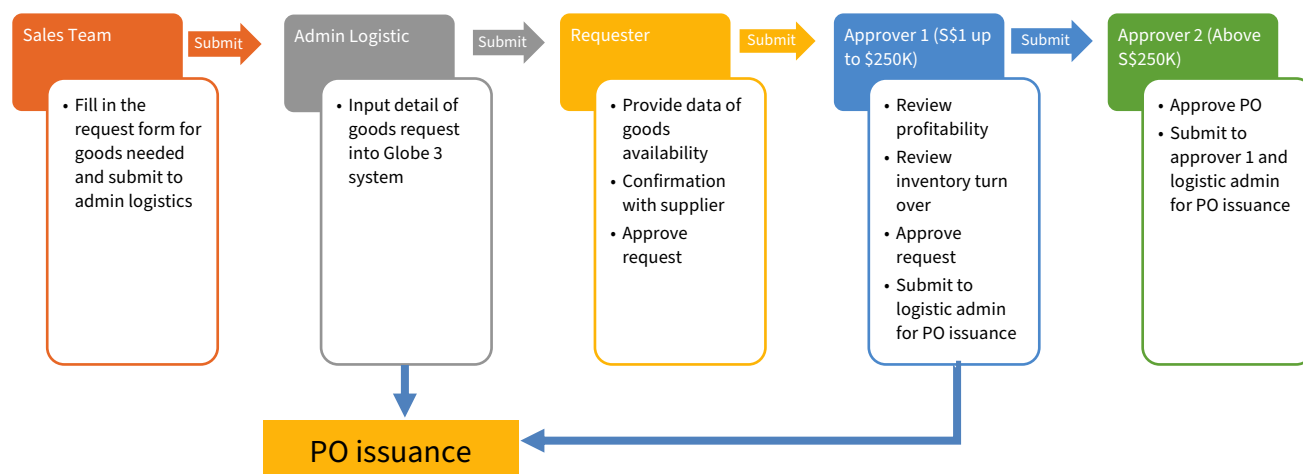 Sales Team
Submit
Admin Logistic
Submit
Requester
Submit
Approver 1 (S$1 up
to $250K)
Submit
Approver 2 (Above
S$250K)
• Fill in the
request form for
goods needed
and submit to
admin logistics
• Input detail of
goods request
into Globe 3
system
• Provide data of
goods
availability
• Confirmation
with supplier
• Approve
request
• Review
profitability
• Review
inventory turn
over
• Approve
request
• Submit to
logistic admin
for PO issuance
• Approve PO
• Submit to
approver 1 and
logistic admin
for PO issuance
PO issuance